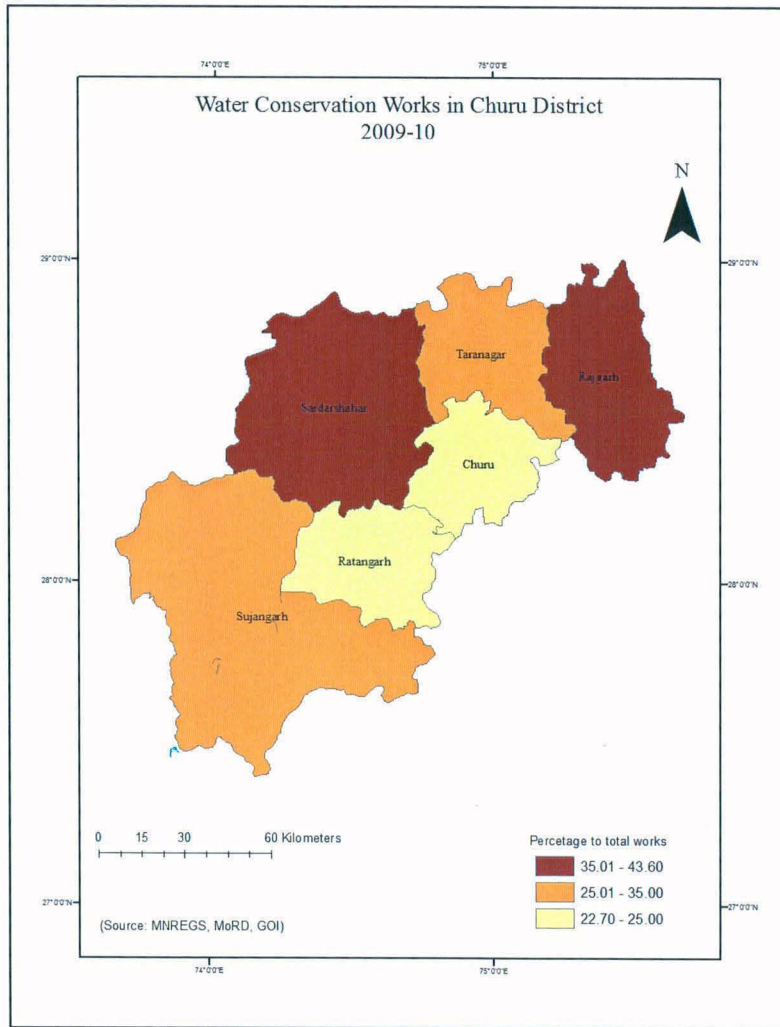 74°0'0"E 75°0'0"E
Water Conservation Works in Churu District
2009-10
N
29°0'0"N 29°0'0"N
Taranagar
Rajgarh
Sardarshahar
Churu
Ratangarh
28°0'0"N 28°0'0"N
Sujangarh
0 15 30 60 Kilometers
Percetage to total works
35.01 - 43.60
25.01 - 35.00
22.70 - 25.00
27°0'0"N 27°0'0"N
(Source: MNREGS, MoRD, GOI)
74°0'0"E 75°0'0"E